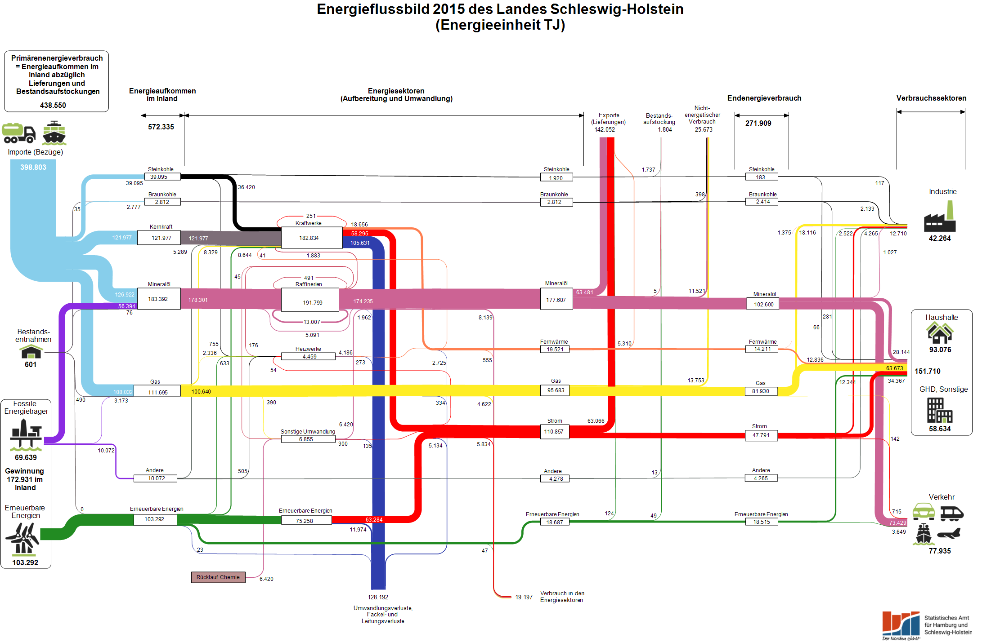 Energieflussbild 2015 des Landes Schleswig-Holstein
(Energieeinheit TJ)
Primärenenergieverbrauch
= Energieaufkommen im
Inland abzüglich
Lieferungen und
Bestandsaufstockungen
438.550
Energieaufkommen
im Inland
572.335
Energiesektoren
(Aufbereitung und Umwandlung)
Exporte
(Lieferungen)
142.052
Bestands-
aufstockung
1.804
Nicht-
energetischer
Verbrauch
25.673
Endenergieverbrauch
271.909
Verbrauchssektoren
Importe (Bezüge)
398.803
Steinkohle
39.095
39.095
36.420
Steinkohle
1.920
1.737
Steinkohle
183
117
Braunkohle
2.812
35
2.777
Braunkohle
2.812
398
Braunkohle
2.414
2.133
Industrie
42.264
251
Kernkraft
121.977
121.977
121.977
Kraftwerke
182.834
18.656
58.295
105.631
1.375
18.116
2.522
4.265
12.710
5.289
8.329
8.644
41
1.883
1.027
45
491
Mineralöl
183.392
126.922
56.394
76
178.301
Raffinerien
191.799
174.235
13.007
5.091
1.962
8.139
Mineralöl
177.607
63.481
5
11.521
Mineralöl
102.600
281
66
Haushalte
93.076
28.144
Bestands-
entnahmen
601
755
2.336
633
176
Heizwerke
4.459
4.186
273
54
2.725
555
Fernwärme
19.521
5.310
Fernwärme
14.211
12.836
63.673
151.710
34.367
12.344
Gas
111.695
108.032
3.173
490
100.640
390
334
4.622
Gas
95.683
13.753
Gas
81.930
GHD, Sonstige
58.634
Fossile
Energieträger
69.639
Gewinnung
172.931 im
Inland
10.072
Sonstige Umwandlung
6.855
6.420
300
135
5.134
5.834
Strom
110.857
63.066
Strom
47.791
142
Andere
10.072
505
Andere
4.278
13
Andere
4.265
Erneuerbare
Energien
103.292
0
Erneuerbare Energien
103.292
Erneuerbare Energien
75.258
63.284
11.974
23
47
Erneuerbare Energien
18.687
124
49
Erneuerbare Energien
18.515
Verkehr
715
73.429
3.649
77.935
Rücklauf Chemie
6.420
128.192
Umwandlungsverluste,
Fackel- und
Leitungsverluste
19.197
Verbrauch in den
Energiesektoren
Der Norden zählt
Statistisches Amt
für Hamburg und
Schleswig-Holstein